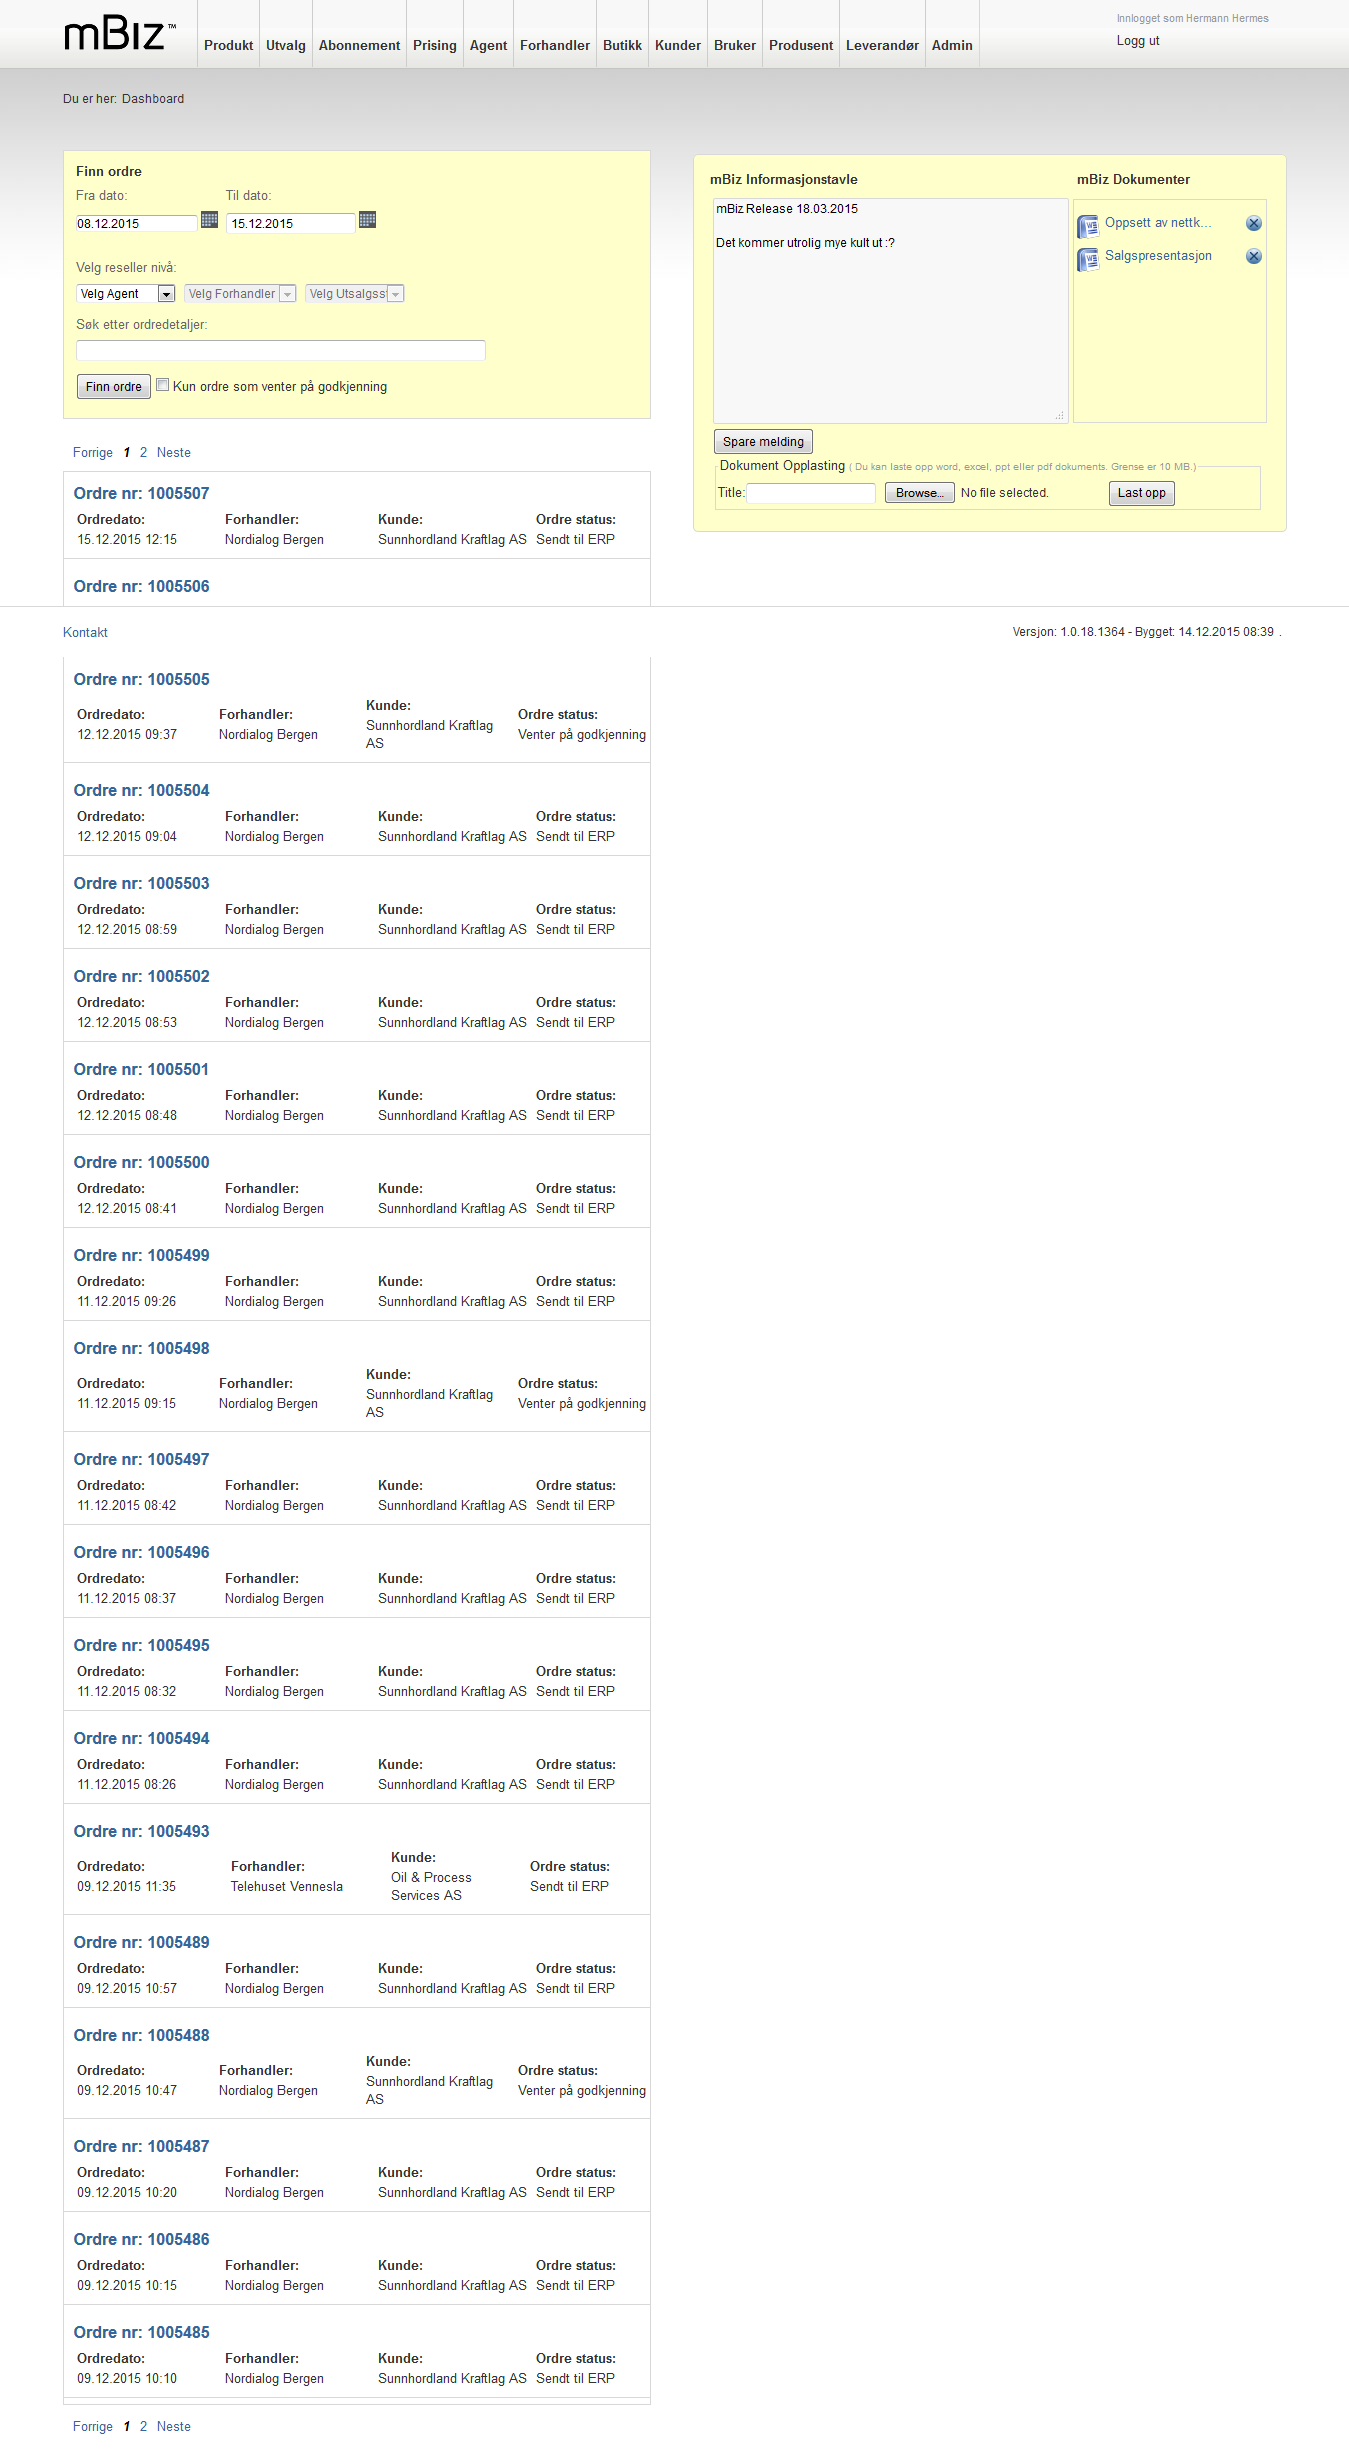 mBiz™
Produkt Utvalg Abonnement Prising Agent Forhandler Butikk Kunder Bruker Produsent Leverandør Admin
Innlogget som Hermann Hermes
Logg ut
Du er her: Dashboard
Finn ordre
Fra dato: Til dato:
08.12.2015 15.12.2015
Velg reseller nivå:
Velg Agent Velg Forhandler Velg Utsalgss
Søk etter ordredetaljer:
Finn ordre Kun ordre som venter på godkjenning
mBiz Informasjonstavle mBiz Dokumenter
mBiz Release 18.03.2015
Det kommer utrolig mye kult ut :?
Oppsett av nettk...
Salgspresentasjon
Spare melding
Dokument Opplasting ( Du kan laste opp word, excel, ppt eller pdf dokuments. Grense er 10 MB.)
Title: Browse... No file selected. Last opp
Forrige 1 2 Neste
Ordre nr: 1005507
Ordredato: Forhandler: Kunde: Ordre status:
15.12.2015 12:15 Nordialog Bergen Sunnhordland Kraftlag AS Sendt til ERP
Ordre nr: 1005506
Kontakt Versjon: 1.0.18.1364 - Bygget: 14.12.2015 08:39 .
Ordre nr: 1005505
Ordredato: Forhandler: Kunde: Ordre status:
12.12.2015 09:37 Nordialog Bergen Sunnhordland Kraftlag AS Venter på godkjenning
Ordre nr: 1005504
Ordredato: Forhandler: Kunde: Ordre status:
12.12.2015 09:04 Nordialog Bergen Sunnhordland Kraftlag AS Sendt til ERP
Ordre nr: 1005503
Ordredato: Forhandler: Kunde: Ordre status:
12.12.2015 08:59 Nordialog Bergen Sunnhordland Kraftlag AS Sendt til ERP
Ordre nr: 1005502
Ordredato: Forhandler: Kunde: Ordre status:
12.12.2015 08:53 Nordialog Bergen Sunnhordland Kraftlag AS Sendt til ERP
Ordre nr: 1005501
Ordredato: Forhandler: Kunde: Ordre status:
12.12.2015 08:48 Nordialog Bergen Sunnhordland Kraftlag AS Sendt til ERP
Ordre nr: 1005500
Ordredato: Forhandler: Kunde: Ordre status:
12.12.2015 08:41 Nordialog Bergen Sunnhordland Kraftlag AS Sendt til ERP
Ordre nr: 1005499
Ordredato: Forhandler: Kunde: Ordre status:
11.12.2015 09:26 Nordialog Bergen Sunnhordland Kraftlag AS Sendt til ERP
Ordre nr: 1005498
Ordredato: Forhandler: Kunde: Ordre status:
11.12.2015 09:15 Nordialog Bergen Sunnhordland Kraftlag AS Venter på godkjenning
Ordre nr: 1005497
Ordredato: Forhandler: Kunde: Ordre status:
11.12.2015 08:42 Nordialog Bergen Sunnhordland Kraftlag AS Sendt til ERP
Ordre nr: 1005496
Ordredato: Forhandler: Kunde: Ordre status:
11.12.2015 08:37 Nordialog Bergen Sunnhordland Kraftlag AS Sendt til ERP
Ordre nr: 1005495
Ordredato: Forhandler: Kunde: Ordre status:
11.12.2015 08:32 Nordialog Bergen Sunnhordland Kraftlag AS Sendt til ERP
Ordre nr: 1005494
Ordredato: Forhandler: Kunde: Ordre status:
11.12.2015 08:26 Nordialog Bergen Sunnhordland Kraftlag AS Sendt til ERP
Ordre nr: 1005493
Ordredato: Forhandler: Kunde: Ordre status:
09.12.2015 11:35 Telehuset Vennesla Oil & Process Services AS Sendt til ERP
Ordre nr: 1005489
Ordredato: Forhandler: Kunde: Ordre status:
09.12.2015 10:57 Nordialog Bergen Sunnhordland Kraftlag AS Sendt til ERP
Ordre nr: 1005488
Ordredato: Forhandler: Kunde: Ordre status:
09.12.2015 10:47 Nordialog Bergen Sunnhordland Kraftlag AS Venter på godkjenning
Ordre nr: 1005487
Ordredato: Forhandler: Kunde: Ordre status:
09.12.2015 10:20 Nordialog Bergen Sunnhordland Kraftlag AS Sendt til ERP
Ordre nr: 1005486
Ordredato: Forhandler: Kunde: Ordre status:
09.12.2015 10:15 Nordialog Bergen Sunnhordland Kraftlag AS Sendt til ERP
Ordre nr: 1005485
Ordredato: Forhandler: Kunde: Ordre status:
09.12.2015 10:10 Nordialog Bergen Sunnhordland Kraftlag AS Sendt til ERP
Forrige 1 2 Neste